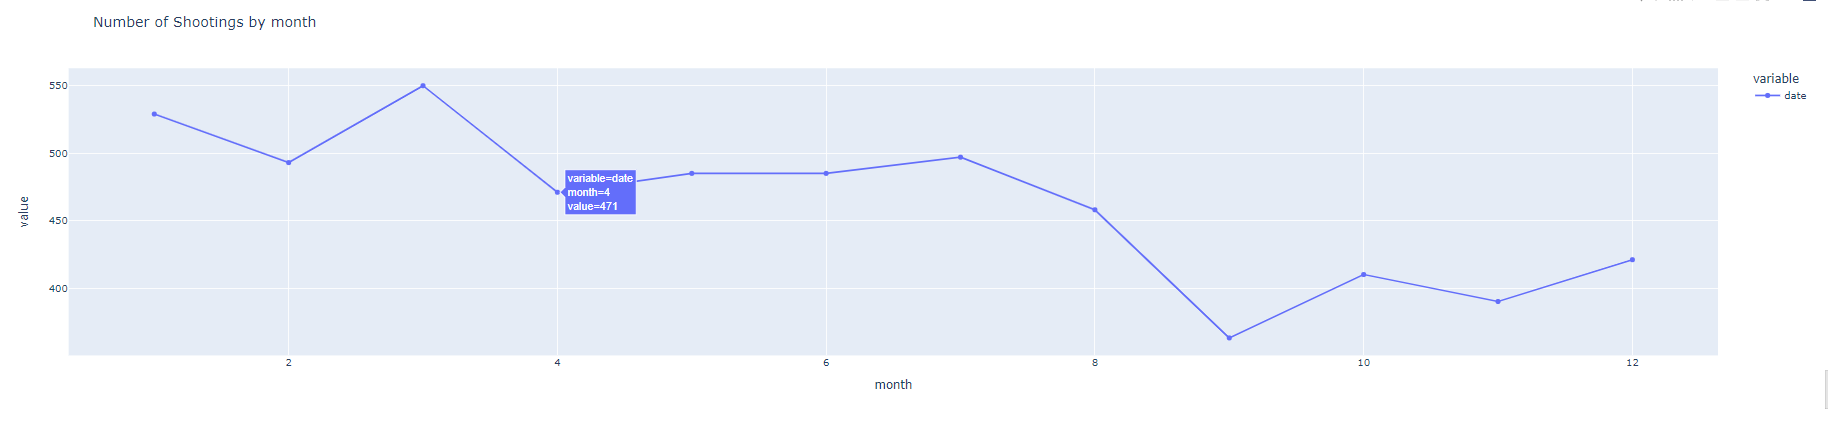 Number of Shootings by month
550
500
450
400
value
variable=date
month=4
value=471
2
4
6
8
10
12
month
variable
date